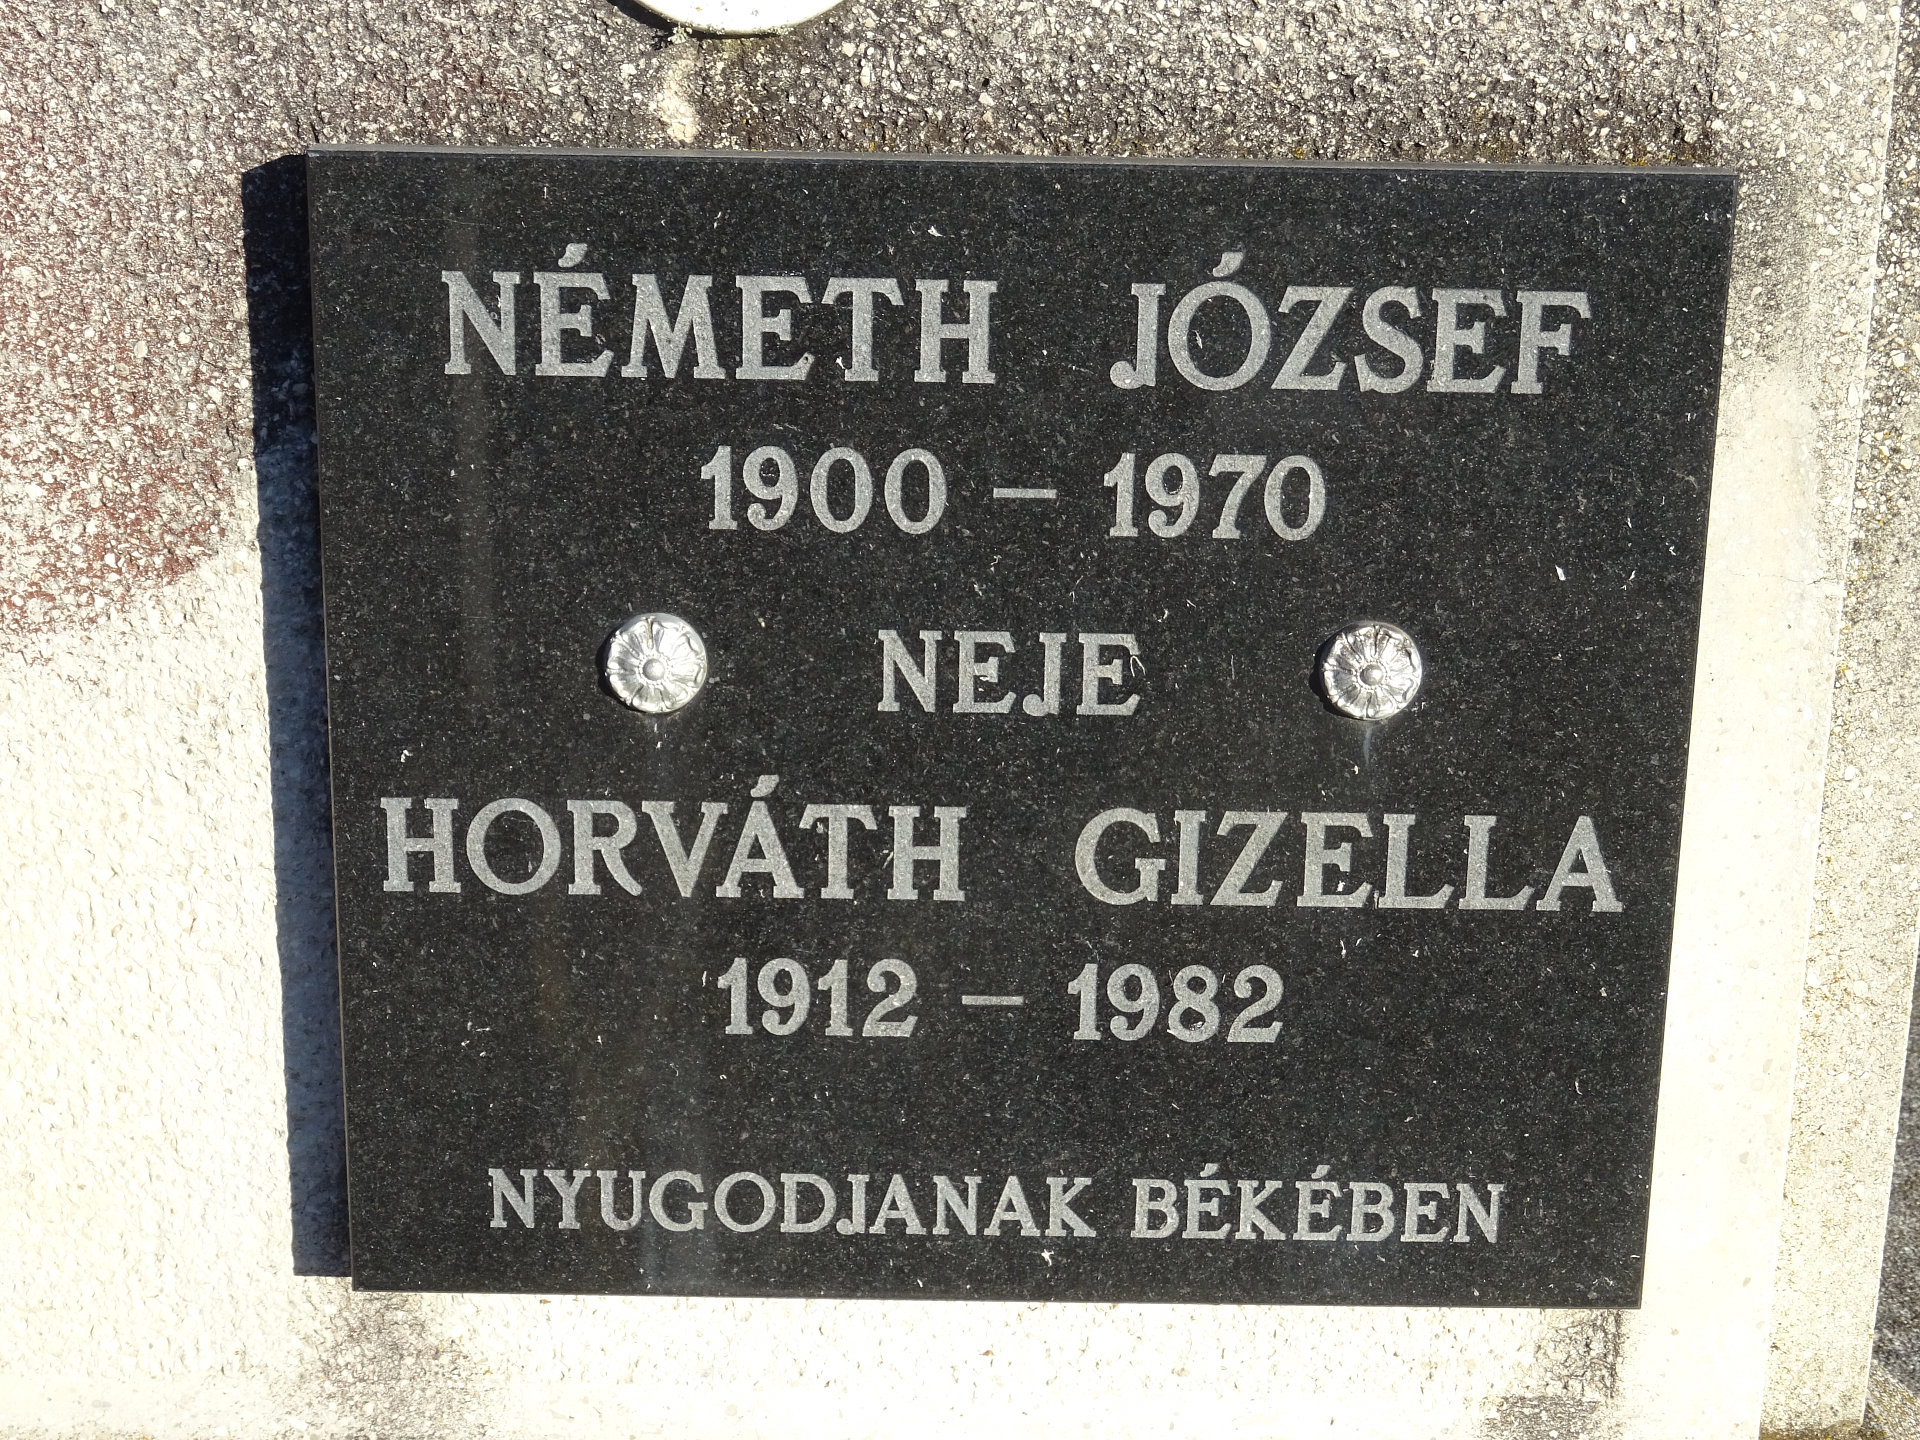 NÉMETH JÓZSEF
1900 – 1970
NEJE
HORVÁTH GIZELLA
1912 – 1982
NYUGODJANAK BÉKÉBEN